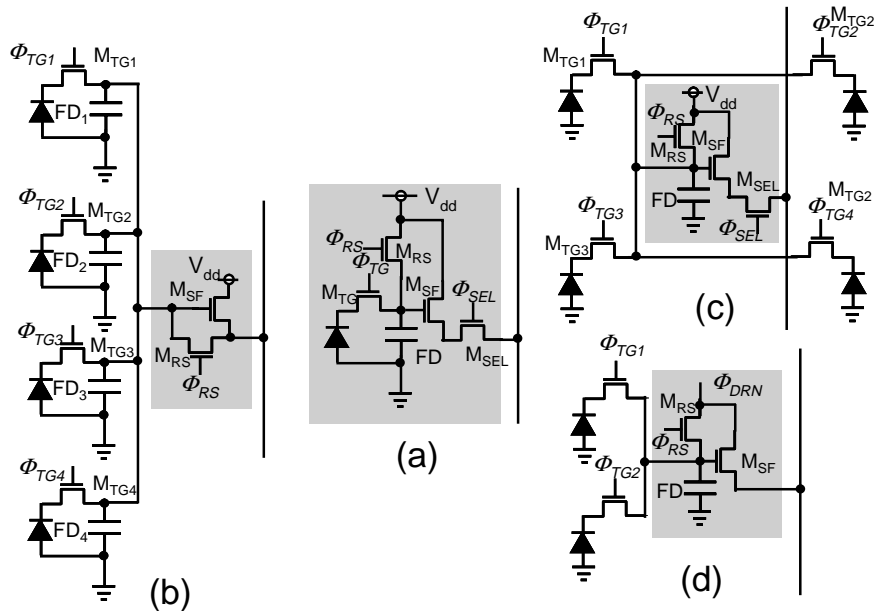 Φ_TG1
M_TG1
FD_1
Φ_TG2
M_TG2
FD_2
Φ_TG3
M_TG3
FD_3
Φ_TG4
M_TG4
FD_4
V_dd
M_SF
M_RS
Φ_RS
(b)
V_dd
Φ_RS
M_RS
Φ_TG
M_TG
M_SF
Φ_SEL
FD
M_SEL
(a)
Φ_TG1
M_TG1
Φ_TG2
M_TG2
V_dd
Φ_RS
M_SF
M_RS
FD
M_SEL
Φ_SEL
Φ_TG3
M_TG3
M_TG2
Φ_TG4
(c)
Φ_TG1
Φ_DRN
M_RS
Φ_RS
M_SF
Φ_TG2
FD
(d)